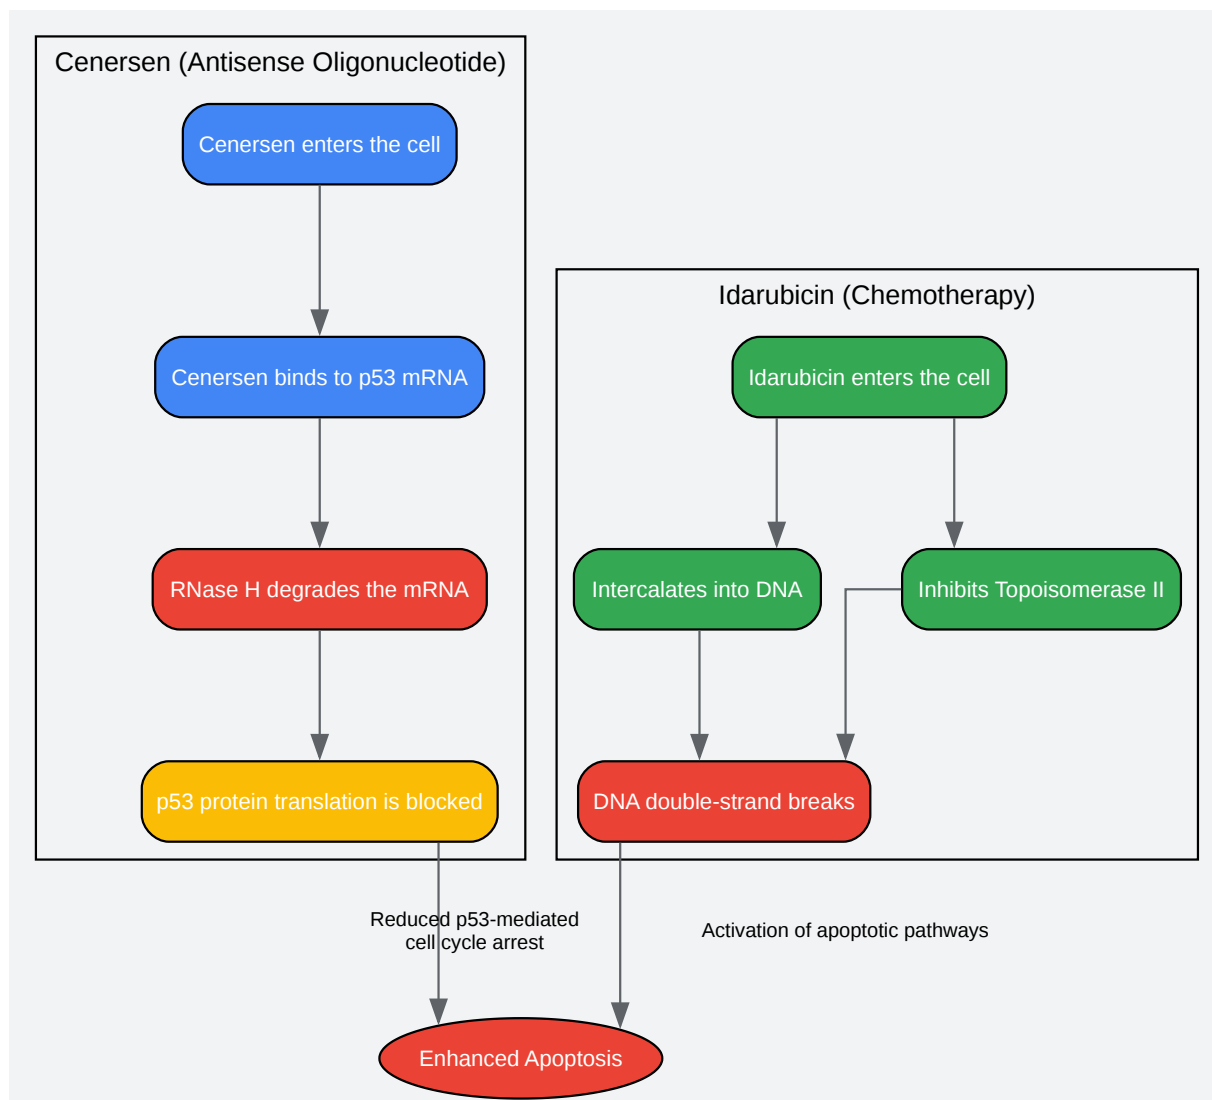 Cenersen (Antisense Oligonucleotide)
Cenersen enters the cell
Cenersen binds to p53 mRNA
RNase H degrades the mRNA
p53 protein translation is blocked
Idarubicin (Chemotherapy)
Idarubicin enters the cell
Intercalates into DNA
Inhibits Topoisomerase II
DNA double-strand breaks
Reduced p53-mediated
cell cycle arrest
Activation of apoptotic pathways
Enhanced Apoptosis